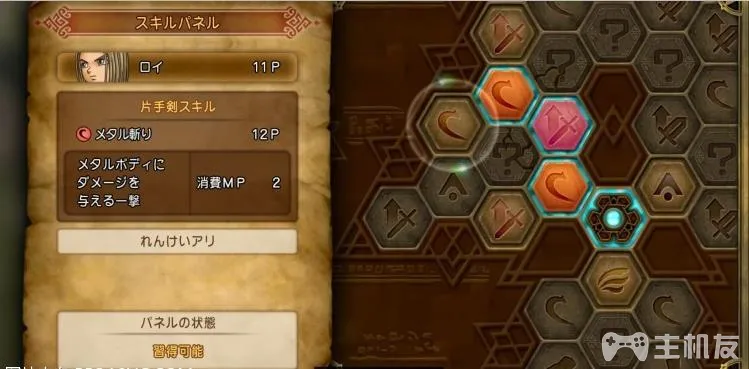 スキルパネル
ロイ 11P
片手剣スキル
メタル斬り 12P
メタルボディに
ダメージを
与える一撃
消費MP 2
れんけいアリ
パネルの状態
習得可能
主机友